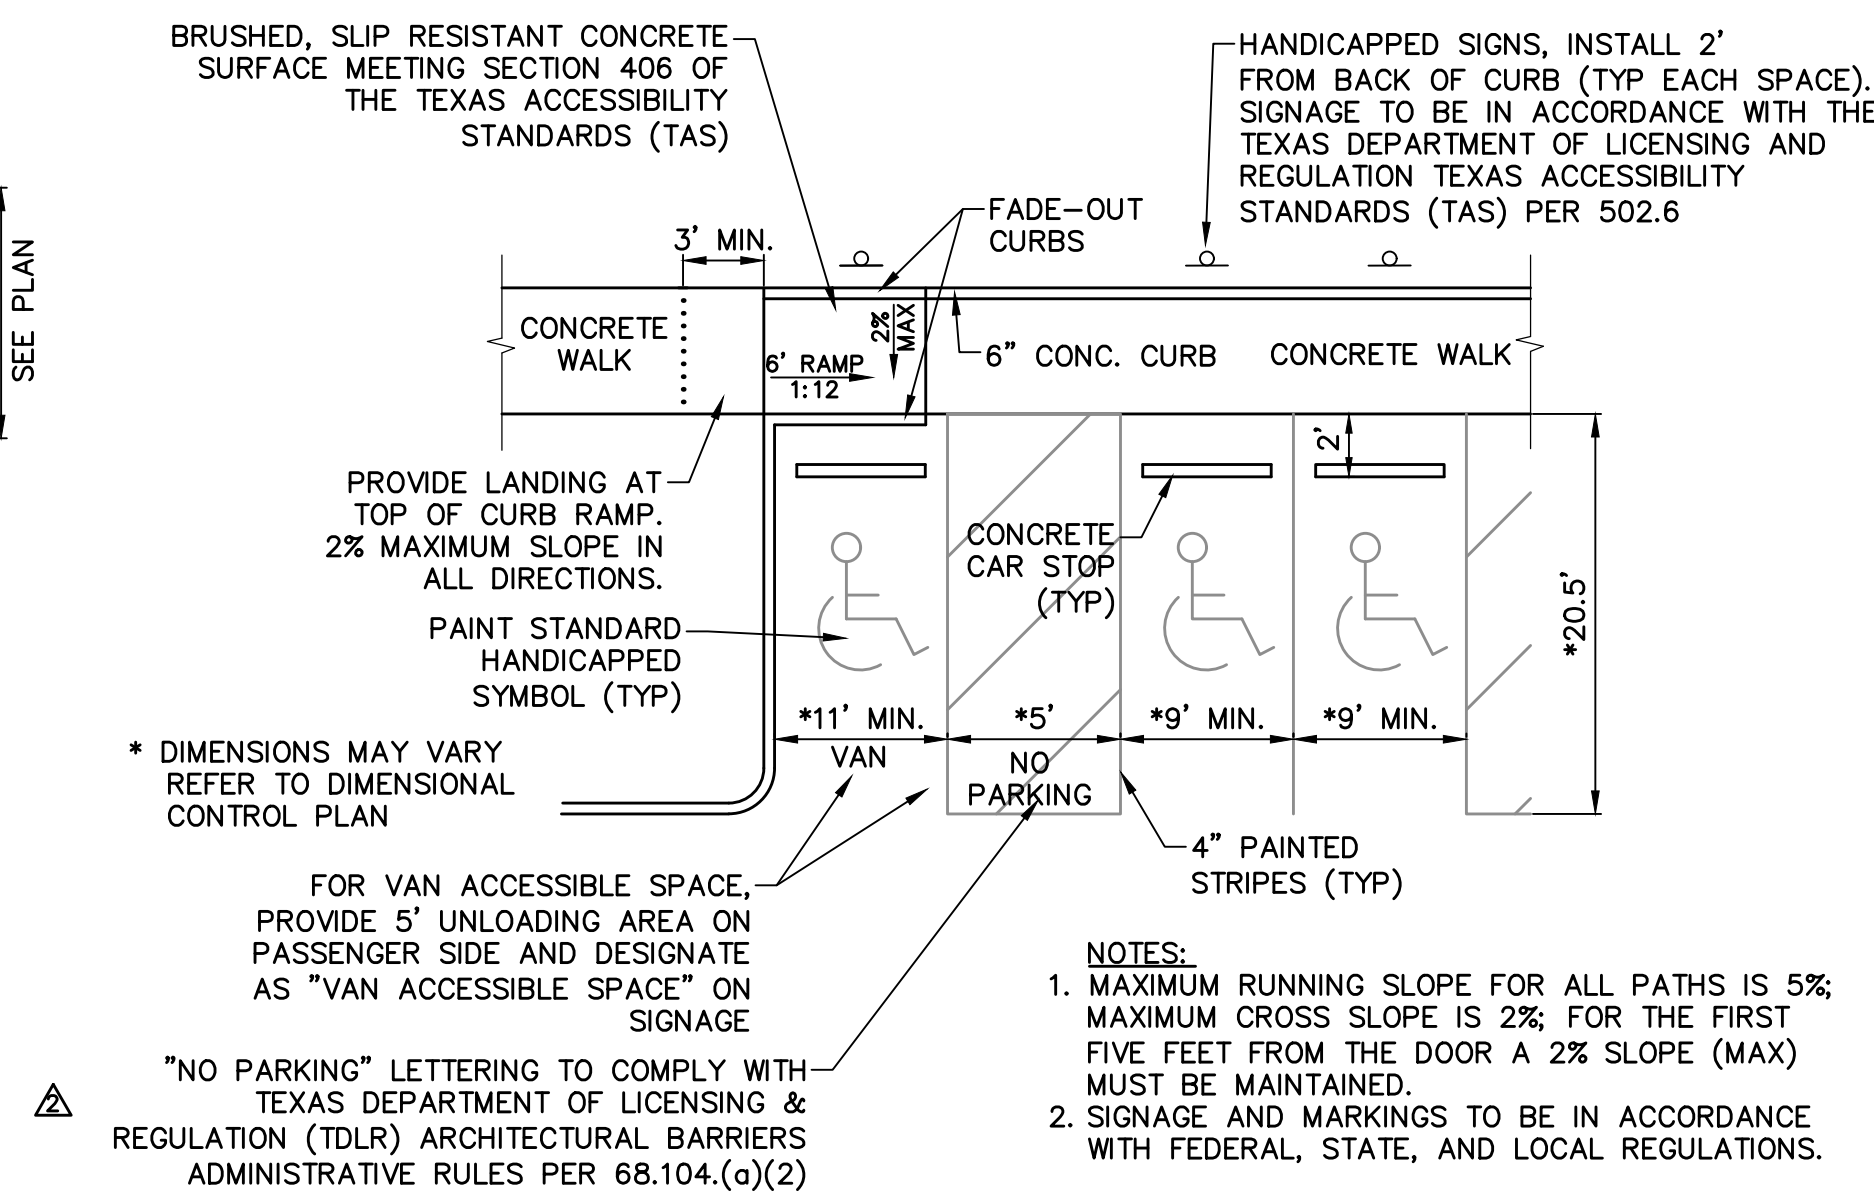 BRUSHED, SLIP RESISTANT CONCRETE
SURFACE MEETING SECTION 406 OF
THE TEXAS ACCESSIBILITY
STANDARDS (TAS)
HANDICAPPED SIGNS, INSTALL 2'
FROM BACK OF CURB (TYP EACH SPACE).
SIGNAGE TO BE IN ACCORDANCE WITH THE
TEXAS DEPARTMENT OF LICENSING AND
REGULATION TEXAS ACCESSIBILITY
STANDARDS (TAS) PER 502.6
SEE PLAN
3' MIN.
FADE-OUT
CURBS
CONCRETE
WALK
6' RAMP
1:12
2%
MAX
6" CONC. CURB
CONCRETE WALK
PROVIDE LANDING AT
TOP OF CURB RAMP.
2% MAXIMUM SLOPE IN
ALL DIRECTIONS.
2'
CONCRETE
CAR STOP
(TYP)
*20.5'
PAINT STANDARD
HANDICAPPED
SYMBOL (TYP)
*11' MIN.
VAN
*5'
NO
PARKING
*9' MIN.
*9' MIN.
* DIMENSIONS MAY VARY
REFER TO DIMENSIONAL
CONTROL PLAN
4" PAINTED
STRIPES (TYP)
FOR VAN ACCESSIBLE SPACE,
PROVIDE 5' UNLOADING AREA ON
PASSENGER SIDE AND DESIGNATE
AS "VAN ACCESSIBLE SPACE" ON
SIGNAGE
"NO PARKING" LETTERING TO COMPLY WITH
TEXAS DEPARTMENT OF LICENSING &
REGULATION (TDLR) ARCHITECTURAL BARRIERS
ADMINISTRATIVE RULES PER 68.104.(a)(2)
2
NOTES:
1. MAXIMUM RUNNING SLOPE FOR ALL PATHS IS 5%;
MAXIMUM CROSS SLOPE IS 2%; FOR THE FIRST
FIVE FEET FROM THE DOOR A 2% SLOPE (MAX)
MUST BE MAINTAINED.
2. SIGNAGE AND MARKINGS TO BE IN ACCORDANCE
WITH FEDERAL, STATE, AND LOCAL REGULATIONS.